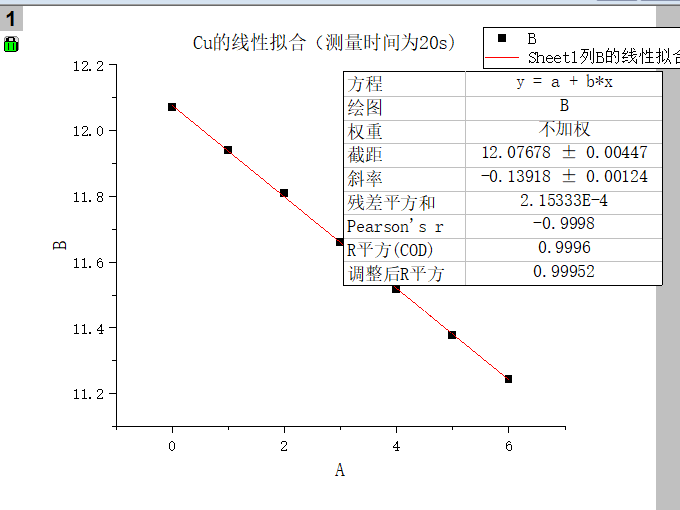 1
Cu的线性拟合（测量时间为20s）
B
Sheet1列B的线性拟合
方程 y = a + b*x
绘图 B
权重 不加权
截距 12.07678 ± 0.00447
斜率 -0.13918 ± 0.00124
残差平方和 2.15333E-4
Pearson's r -0.9998
R平方(COD) 0.9996
调整后R平方 0.99952
12.2
12.0
11.8
11.6
11.4
11.2
B
0 2 4 6
A